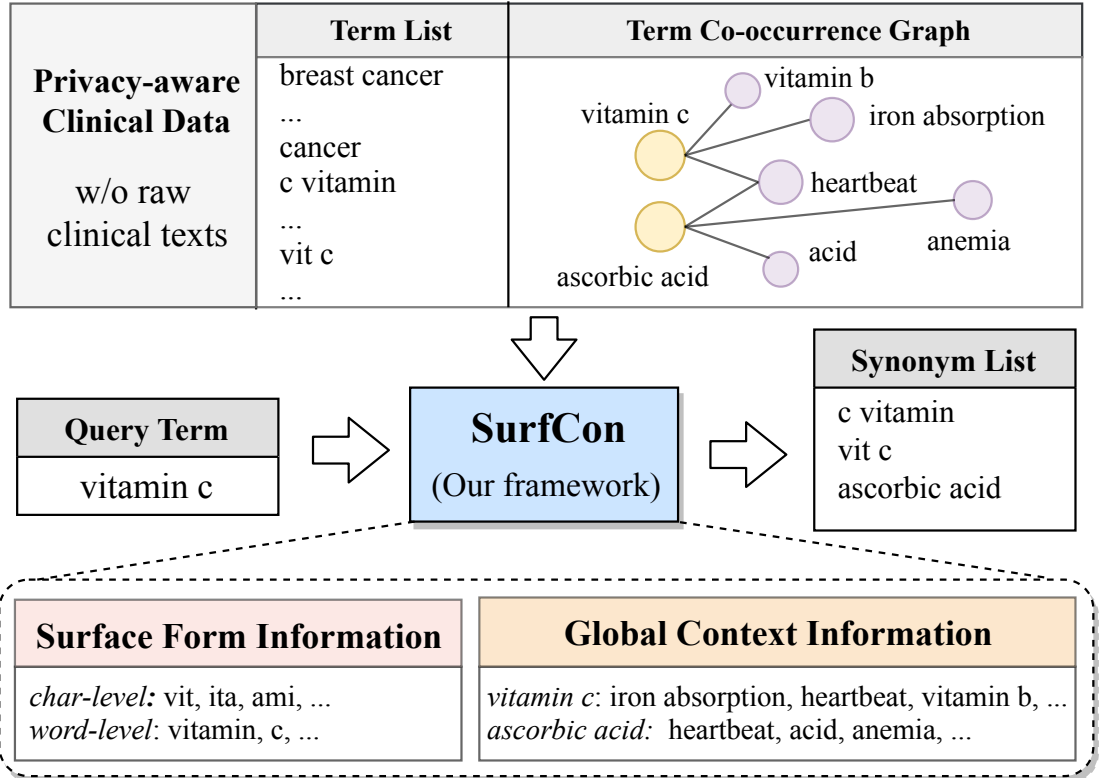 Privacy-aware
Clinical Data
w/o raw
clinical texts
Term List
breast cancer
...
cancer
c vitamin
...
vit c
...
Term Co-occurrence Graph
vitamin b
vitamin c
iron absorption
heartbeat
anemia
acid
ascorbic acid
Query Term
vitamin c
SurfCon
(Our framework)
Synonym List
c vitamin
vit c
ascorbic acid
Surface Form Information
char-level: vit, ita, ami, ...
word-level: vitamin, c, ...
Global Context Information
vitamin c: iron absorption, heartbeat, vitamin b, ...
ascorbic acid: heartbeat, acid, anemia, ...